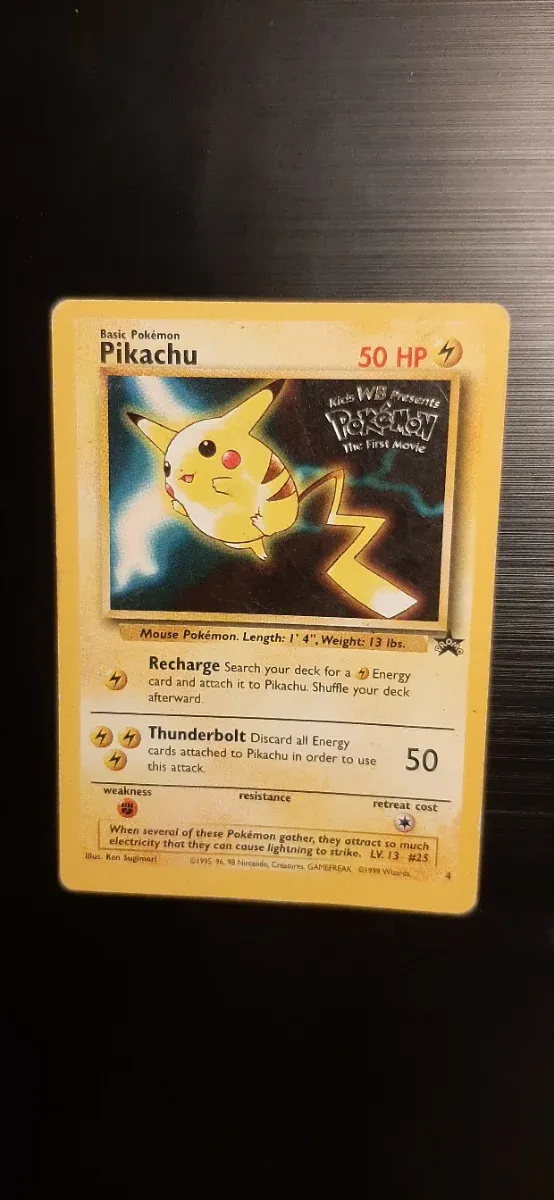 Basic Pokémon
Pikachu
50 HP
Kids WB Presents
POKéMON
The First Movie
Mouse Pokémon. Length: 1' 4", Weight: 13 lbs.
PROMO
Recharge Search your deck for a Energy
card and attach it to Pikachu. Shuffle your deck
afterward.
Thunderbolt Discard all Energy
cards attached to Pikachu in order to use
this attack.
50
weakness
resistance
retreat cost
When several of these Pokémon gather, they attract so much
electricity that they can cause lightning to strike. LV. 13 #25
Illus. Ken Sugimori
©1995, 96, 98 Nintendo, Creatures, GAMEFREAK. ©1999 Wizards.
4